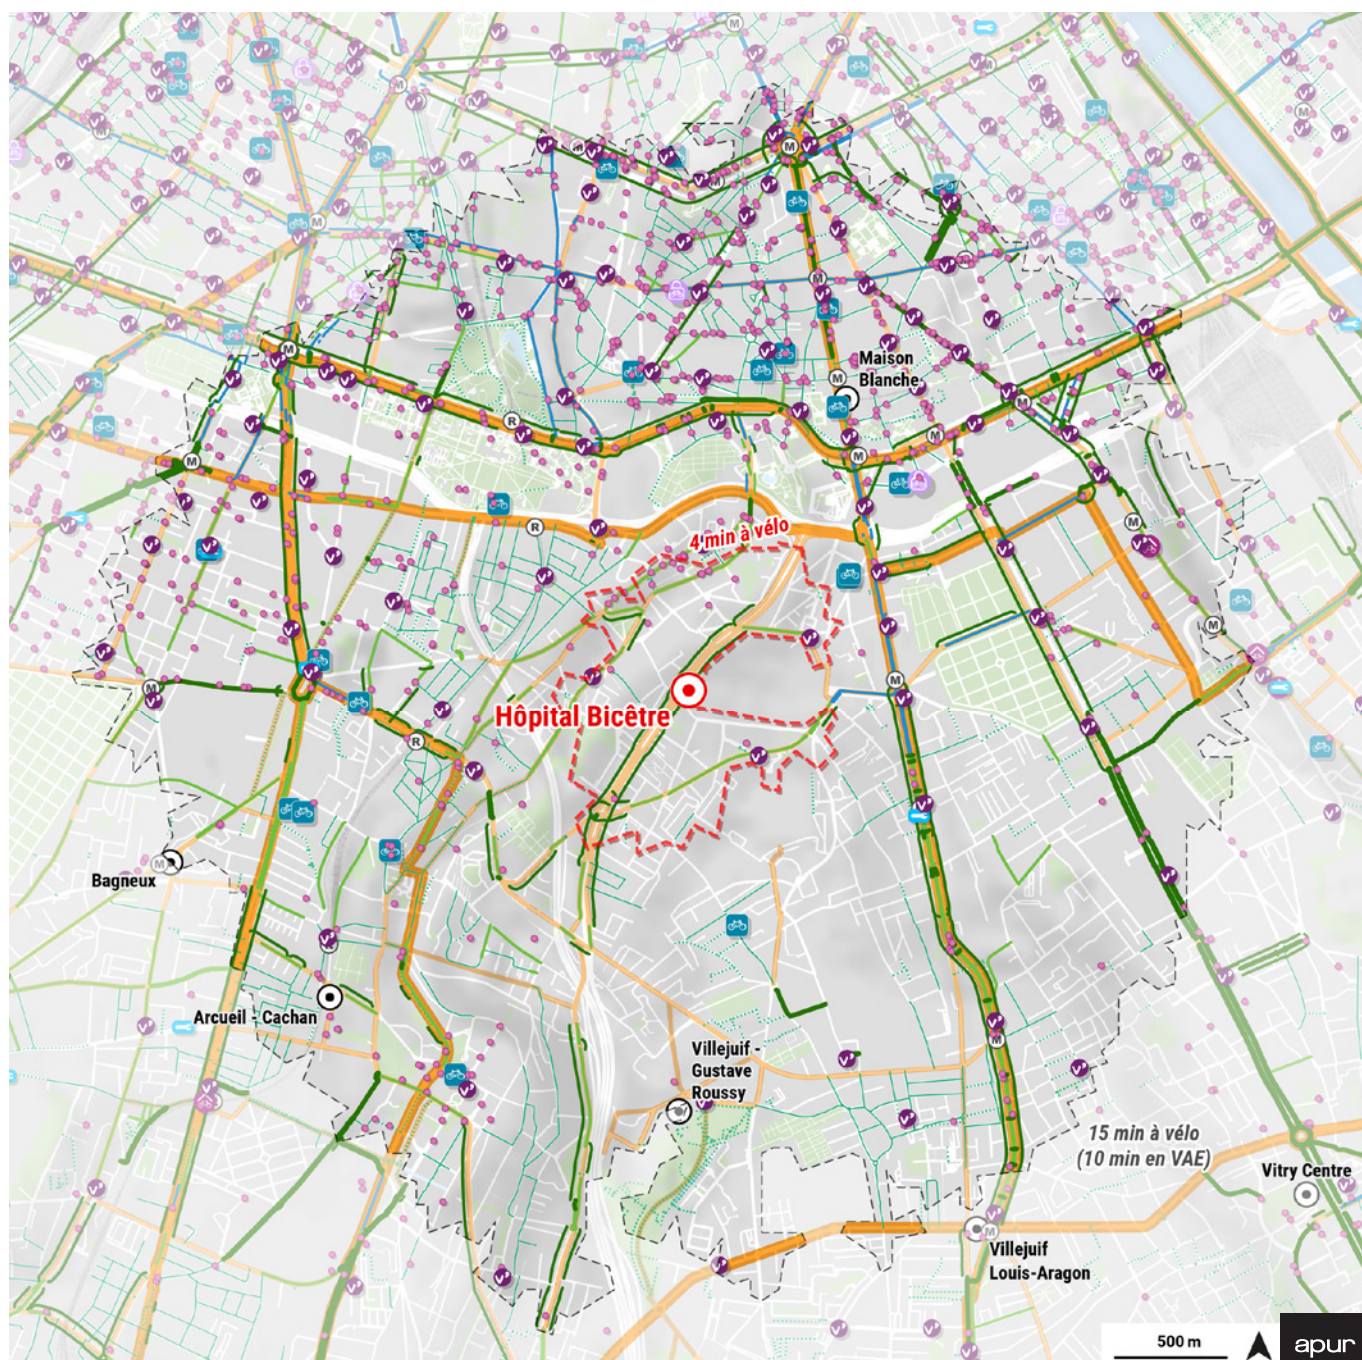 Maison
Blanche
4 min à vélo
Hôpital Bicêtre
Bagneux
Arcueil - Cachan
Villejuif -
Gustave
Roussy
15 min à vélo
(10 min en VAE)
Vitry Centre
Villejuif
Louis-Aragon
500 m
apur